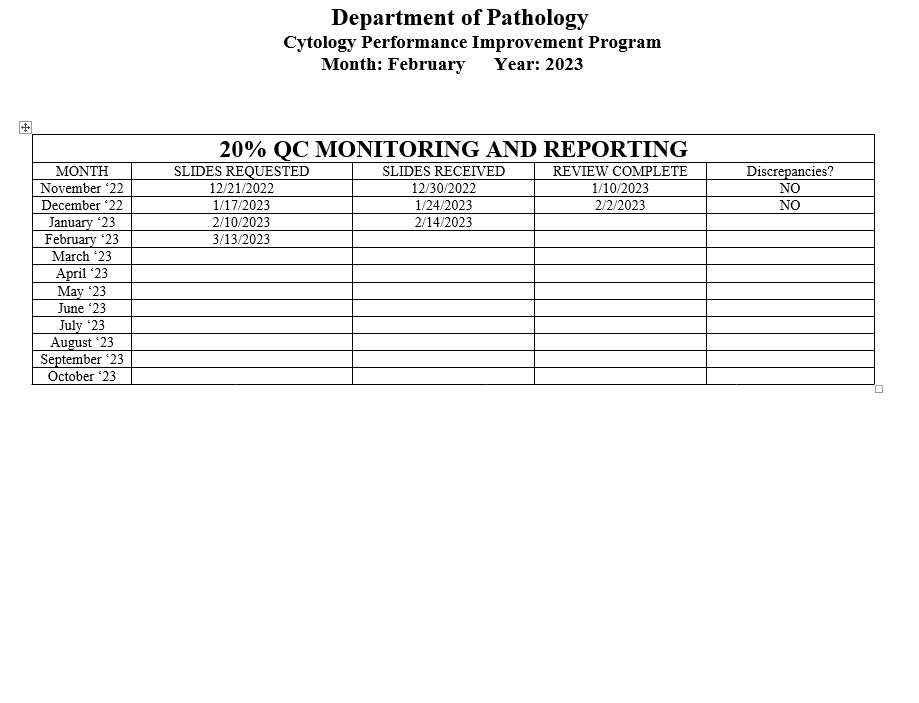 Department of Pathology
Cytology Performance Improvement Program
Month: February Year: 2023
20% QC MONITORING AND REPORTING
MONTH SLIDES REQUESTED SLIDES RECEIVED REVIEW COMPLETE Discrepancies?
November ‘22 12/21/2022 12/30/2022 1/10/2023 NO
December ‘22 1/17/2023 1/24/2023 2/2/2023 NO
January ‘23 2/10/2023 2/14/2023
February ‘23 3/13/2023
March ‘23
April ‘23
May ‘23
June ‘23
July ‘23
August ‘23
September ‘23
October ‘23